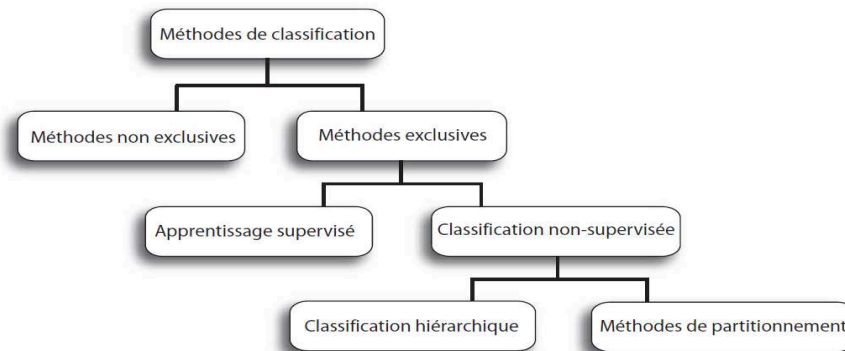 Méthodes de classification
Méthodes non exclusives
Méthodes exclusives
Apprentissage supervisé
Classification non-supervisée
Classification hiérarchique
Méthodes de partitionnement